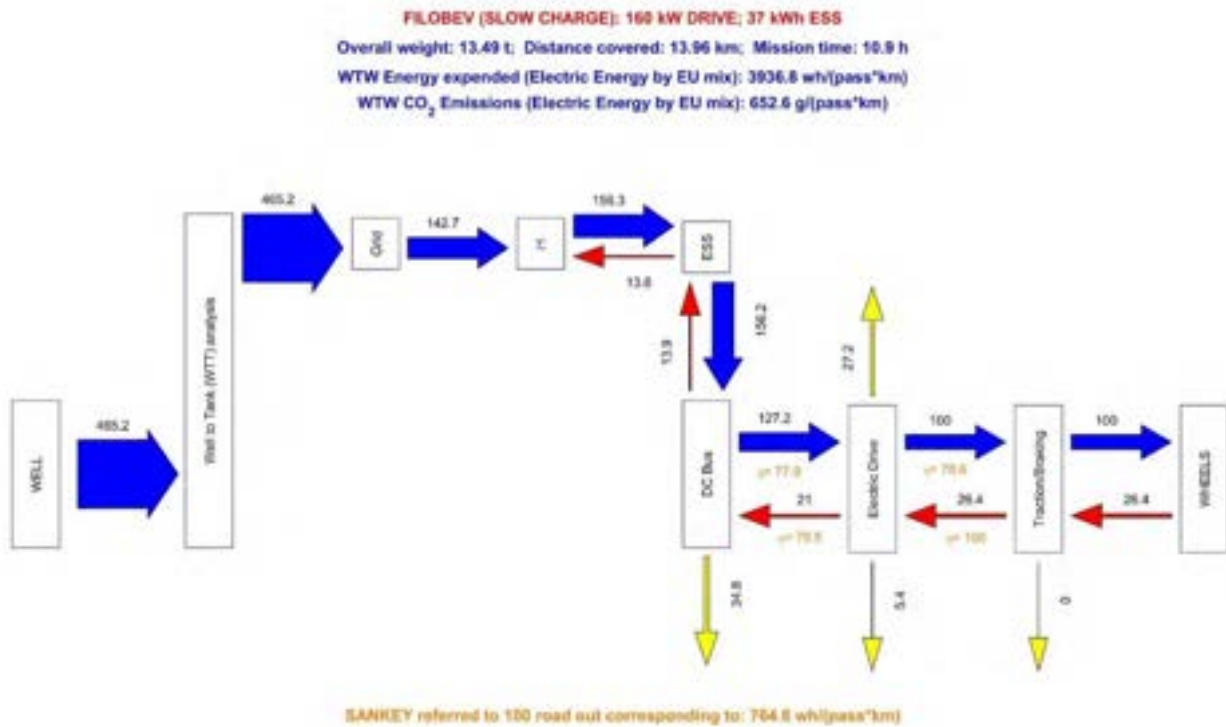 FILOBEV (SLOW CHARGE): 160 kW DRIVE; 37 kWh ESS
Overall weight: 13.49 t; Distance covered: 13.96 km; Mission time: 10.9 h
WTW Energy expended (Electric Energy by EU mix): 3936.8 wh/(pass*km)
WTW CO2 Emissions (Electric Energy by EU mix): 652.6 g/(pass*km)
465.2
Grid
142.7
156.3
13.6
ESS
13.9
156.2
27.2
WELL
465.2
Well to Tank (WTT) analysis
DC Bus
127.2
η= 77.9
21
Electric Drive
100
η= 78.6
26.4
η= 100
Traction/Braking
100
26.4
WHEELS
34.8
5.4
0
SANKEY referred to 100 road out corresponding to: 764.6 wh/(pass*km)